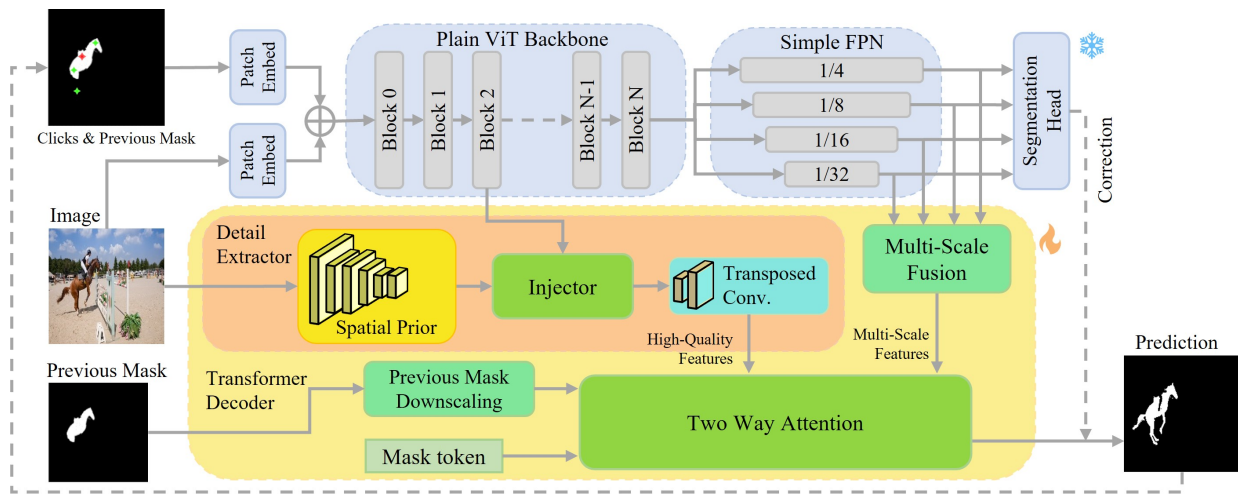 Clicks & Previous Mask
Patch
Embed
Patch
Embed
Plain ViT Backbone
Block 0
Block 1
Block 2
Block N-1
Block N
Simple FPN
1/4
1/8
1/16
1/32
Segmentation
Head
Correction
Image
Detail
Extractor
Spatial Prior
Injector
Transposed
Conv.
Multi-Scale
Fusion
High-Quality
Features
Multi-Scale
Features
Previous Mask
Transformer
Decoder
Previous Mask
Downscaling
Mask token
Two Way Attention
Prediction